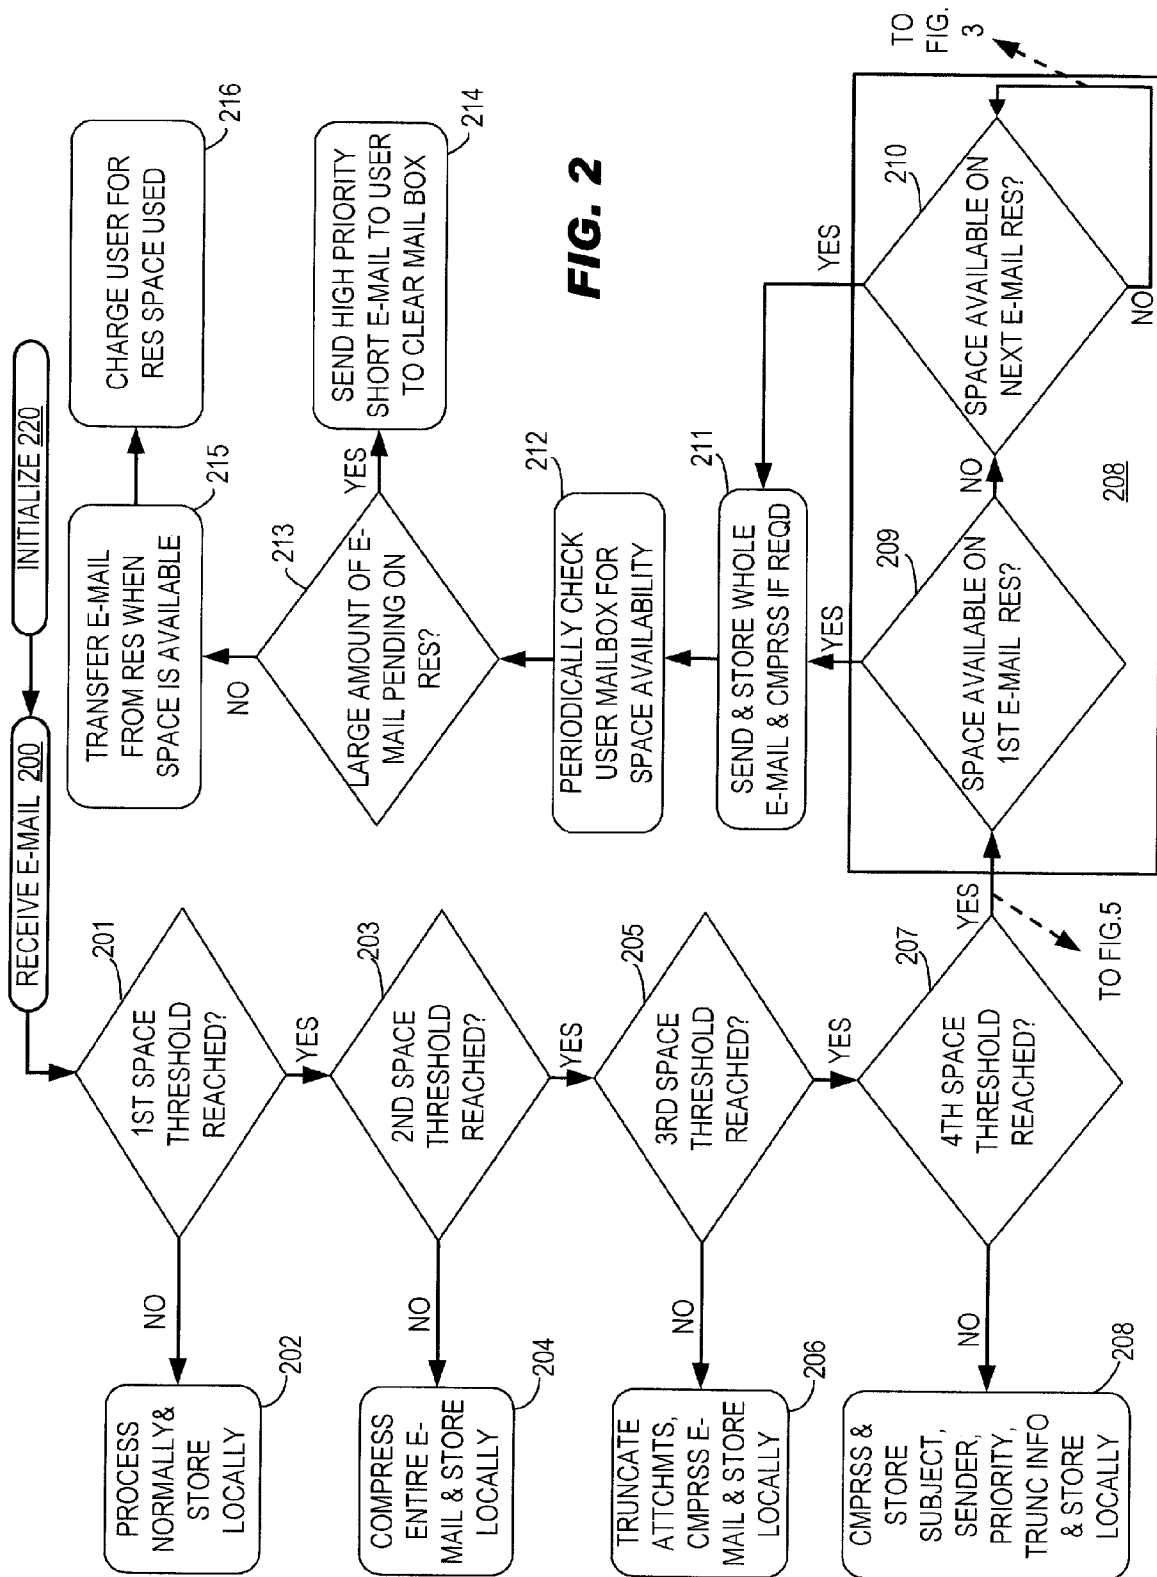 INITIALIZE 220
RECEIVE E-MAIL 200
201
1ST SPACE
THRESHOLD
REACHED?
NO
PROCESS
NORMALLY&
STORE
LOCALLY
202
YES
203
2ND SPACE
THRESHOLD
REACHED?
NO
COMPRESS
ENTIRE E-
MAIL & STORE
LOCALLY
204
YES
205
3RD SPACE
THRESHOLD
REACHED?
NO
TRUNCATE
ATTCHMTS,
CMPRSS E-
MAIL & STORE
LOCALLY
206
YES
207
4TH SPACE
THRESHOLD
REACHED?
NO
CMPRSS &
STORE
SUBJECT,
SENDER,
PRIORITY,
TRUNC INFO
& STORE
LOCALLY
208
YES
TO FIG.5
209
SPACE AVAILABLE ON
1ST E-MAIL RES?
NO
YES
208
210
SPACE AVAILABLE ON
NEXT E-MAIL RES?
YES
NO
TO
FIG.
3
211
SEND & STORE WHOLE
E-MAIL & CMPRSS IF REQD
212
PERIODICALLY CHECK
USER MAILBOX FOR
SPACE AVAILABILITY
213
LARGE AMOUNT OF E-
MAIL PENDING ON
RES?
YES
NO
SEND HIGH PRIORITY
SHORT E-MAIL TO USER
TO CLEAR MAIL BOX
214
TRANSFER E-MAIL
FROM RES WHEN
SPACE IS AVAILABLE
215
CHARGE USER FOR
RES SPACE USED
216
FIG. 2